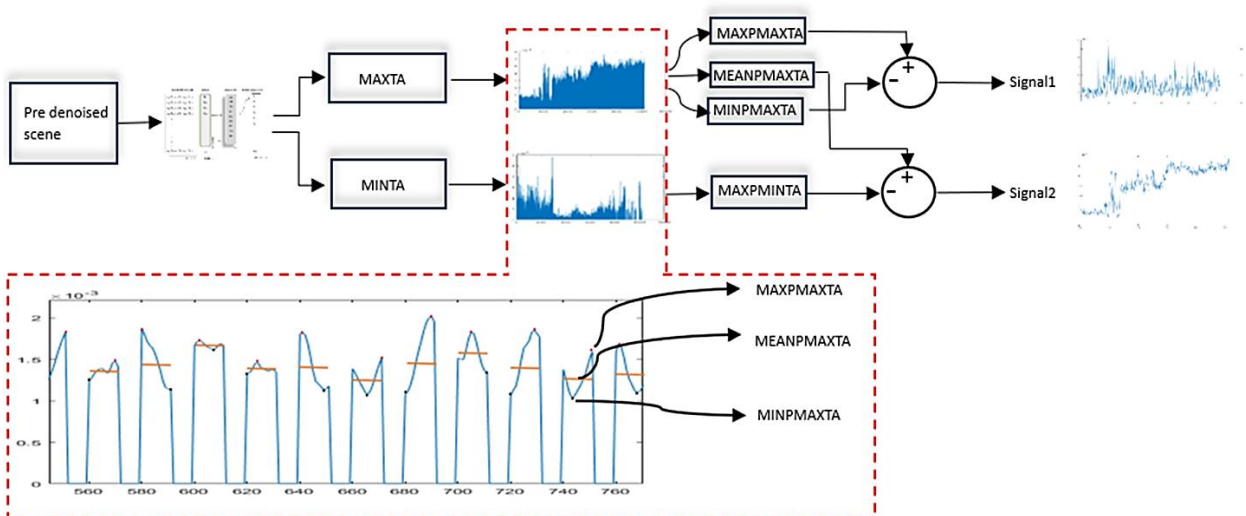 MAXPMAXTA
MAXTA
MEANPMAXTA
Pre denoised
scene
MINPMAXTA
Signal1
MINTA
MAXPMINTA
Signal2
+
−
+
−
× 10⁻³
2
1.5
1
0.5
0
560 580 600 620 640 660 680 700 720 740 760
MAXPMAXTA
MEANPMAXTA
MINPMAXTA